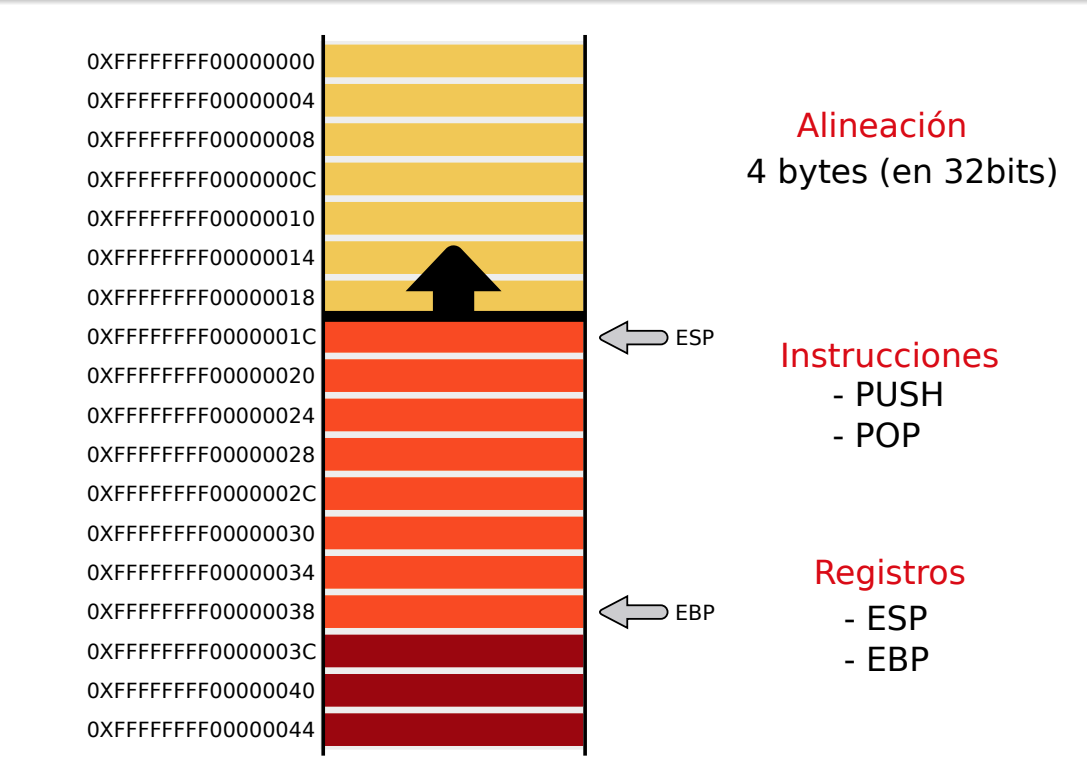 0XFFFFFFFF00000000
0XFFFFFFFF00000004
0XFFFFFFFF00000008
0XFFFFFFFF0000000C
0XFFFFFFFF00000010
0XFFFFFFFF00000014
0XFFFFFFFF00000018
0XFFFFFFFF0000001C
0XFFFFFFFF00000020
0XFFFFFFFF00000024
0XFFFFFFFF00000028
0XFFFFFFFF0000002C
0XFFFFFFFF00000030
0XFFFFFFFF00000034
0XFFFFFFFF00000038
0XFFFFFFFF0000003C
0XFFFFFFFF00000040
0XFFFFFFFF00000044
ESP
EBP
Alineación
4 bytes (en 32bits)
Instrucciones
- PUSH
- POP
Registros
- ESP
- EBP